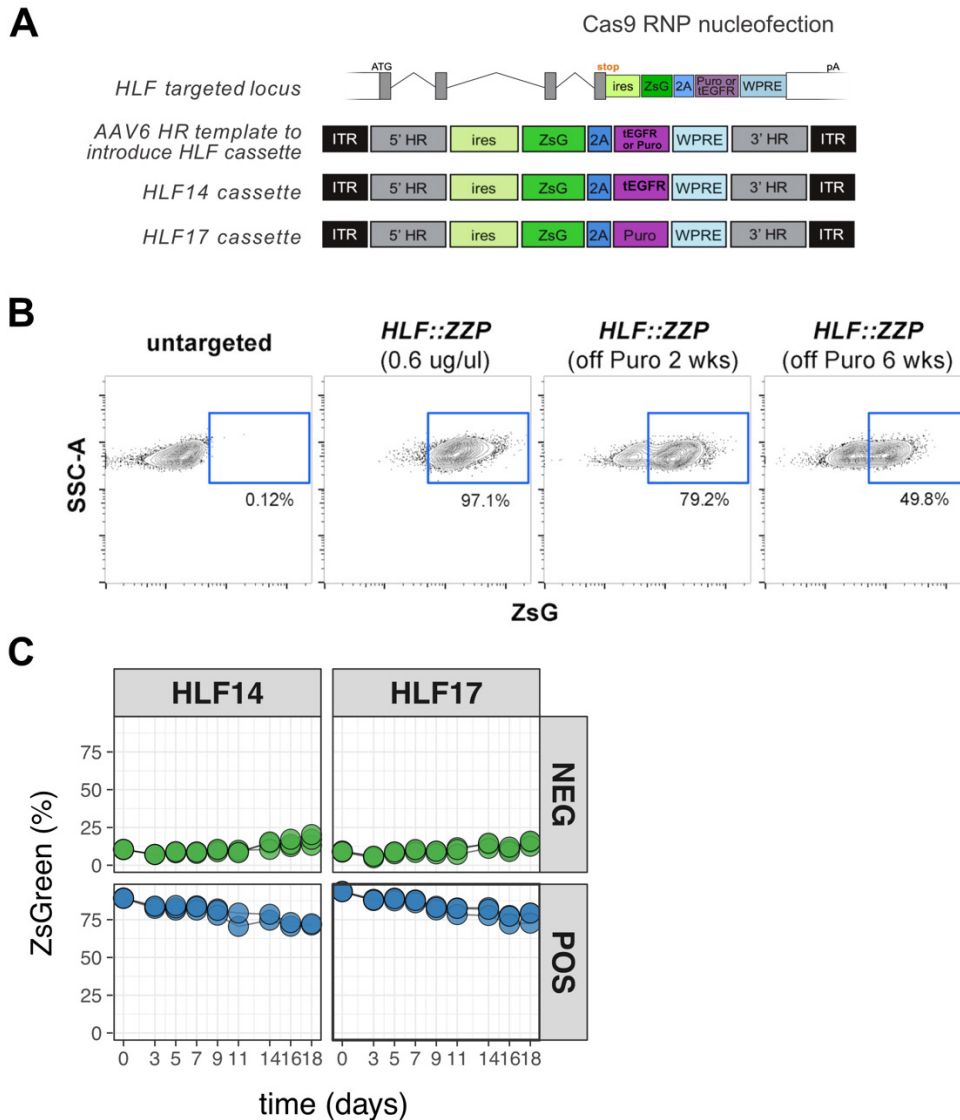 A
Cas9 RNP nucleofection
ATG
stop
pA
HLF targeted locus
ires ZsG 2A Puro or tEGFR WPRE
AAV6 HR template to introduce HLF cassette
ITR 5' HR ires ZsG 2A tEGFR or Puro WPRE 3' HR ITR
HLF14 cassette
ITR 5' HR ires ZsG 2A tEGFR WPRE 3' HR ITR
HLF17 cassette
ITR 5' HR ires ZsG 2A Puro WPRE 3' HR ITR
B
untargeted
HLF::ZZP
(0.6 ug/ul)
HLF::ZZP
(off Puro 2 wks)
HLF::ZZP
(off Puro 6 wks)
SSC-A
0.12%
97.1%
79.2%
49.8%
ZsG
C
HLF14
HLF17
ZsGreen (%)
75
50
25
0
NEG
75
50
25
0
POS
0 3 5 7 9 11 14 16 18
0 3 5 7 9 11 14 16 18
time (days)